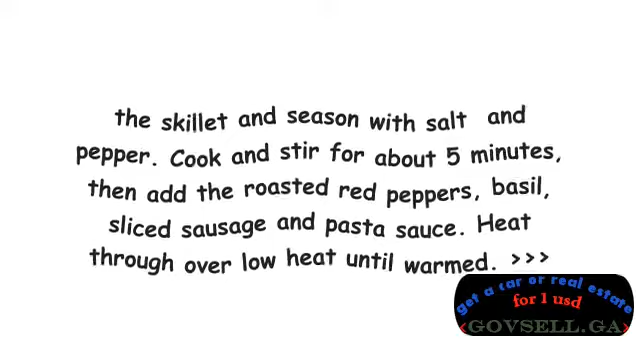 the skillet and season with salt and
pepper. Cook and stir for about 5 minutes,
then add the roasted red peppers, basil,
sliced sausage and pasta sauce. Heat
through over low heat until warmed. >>>
get a car or real estate
for 1 usd
<GOVSELL.GA>